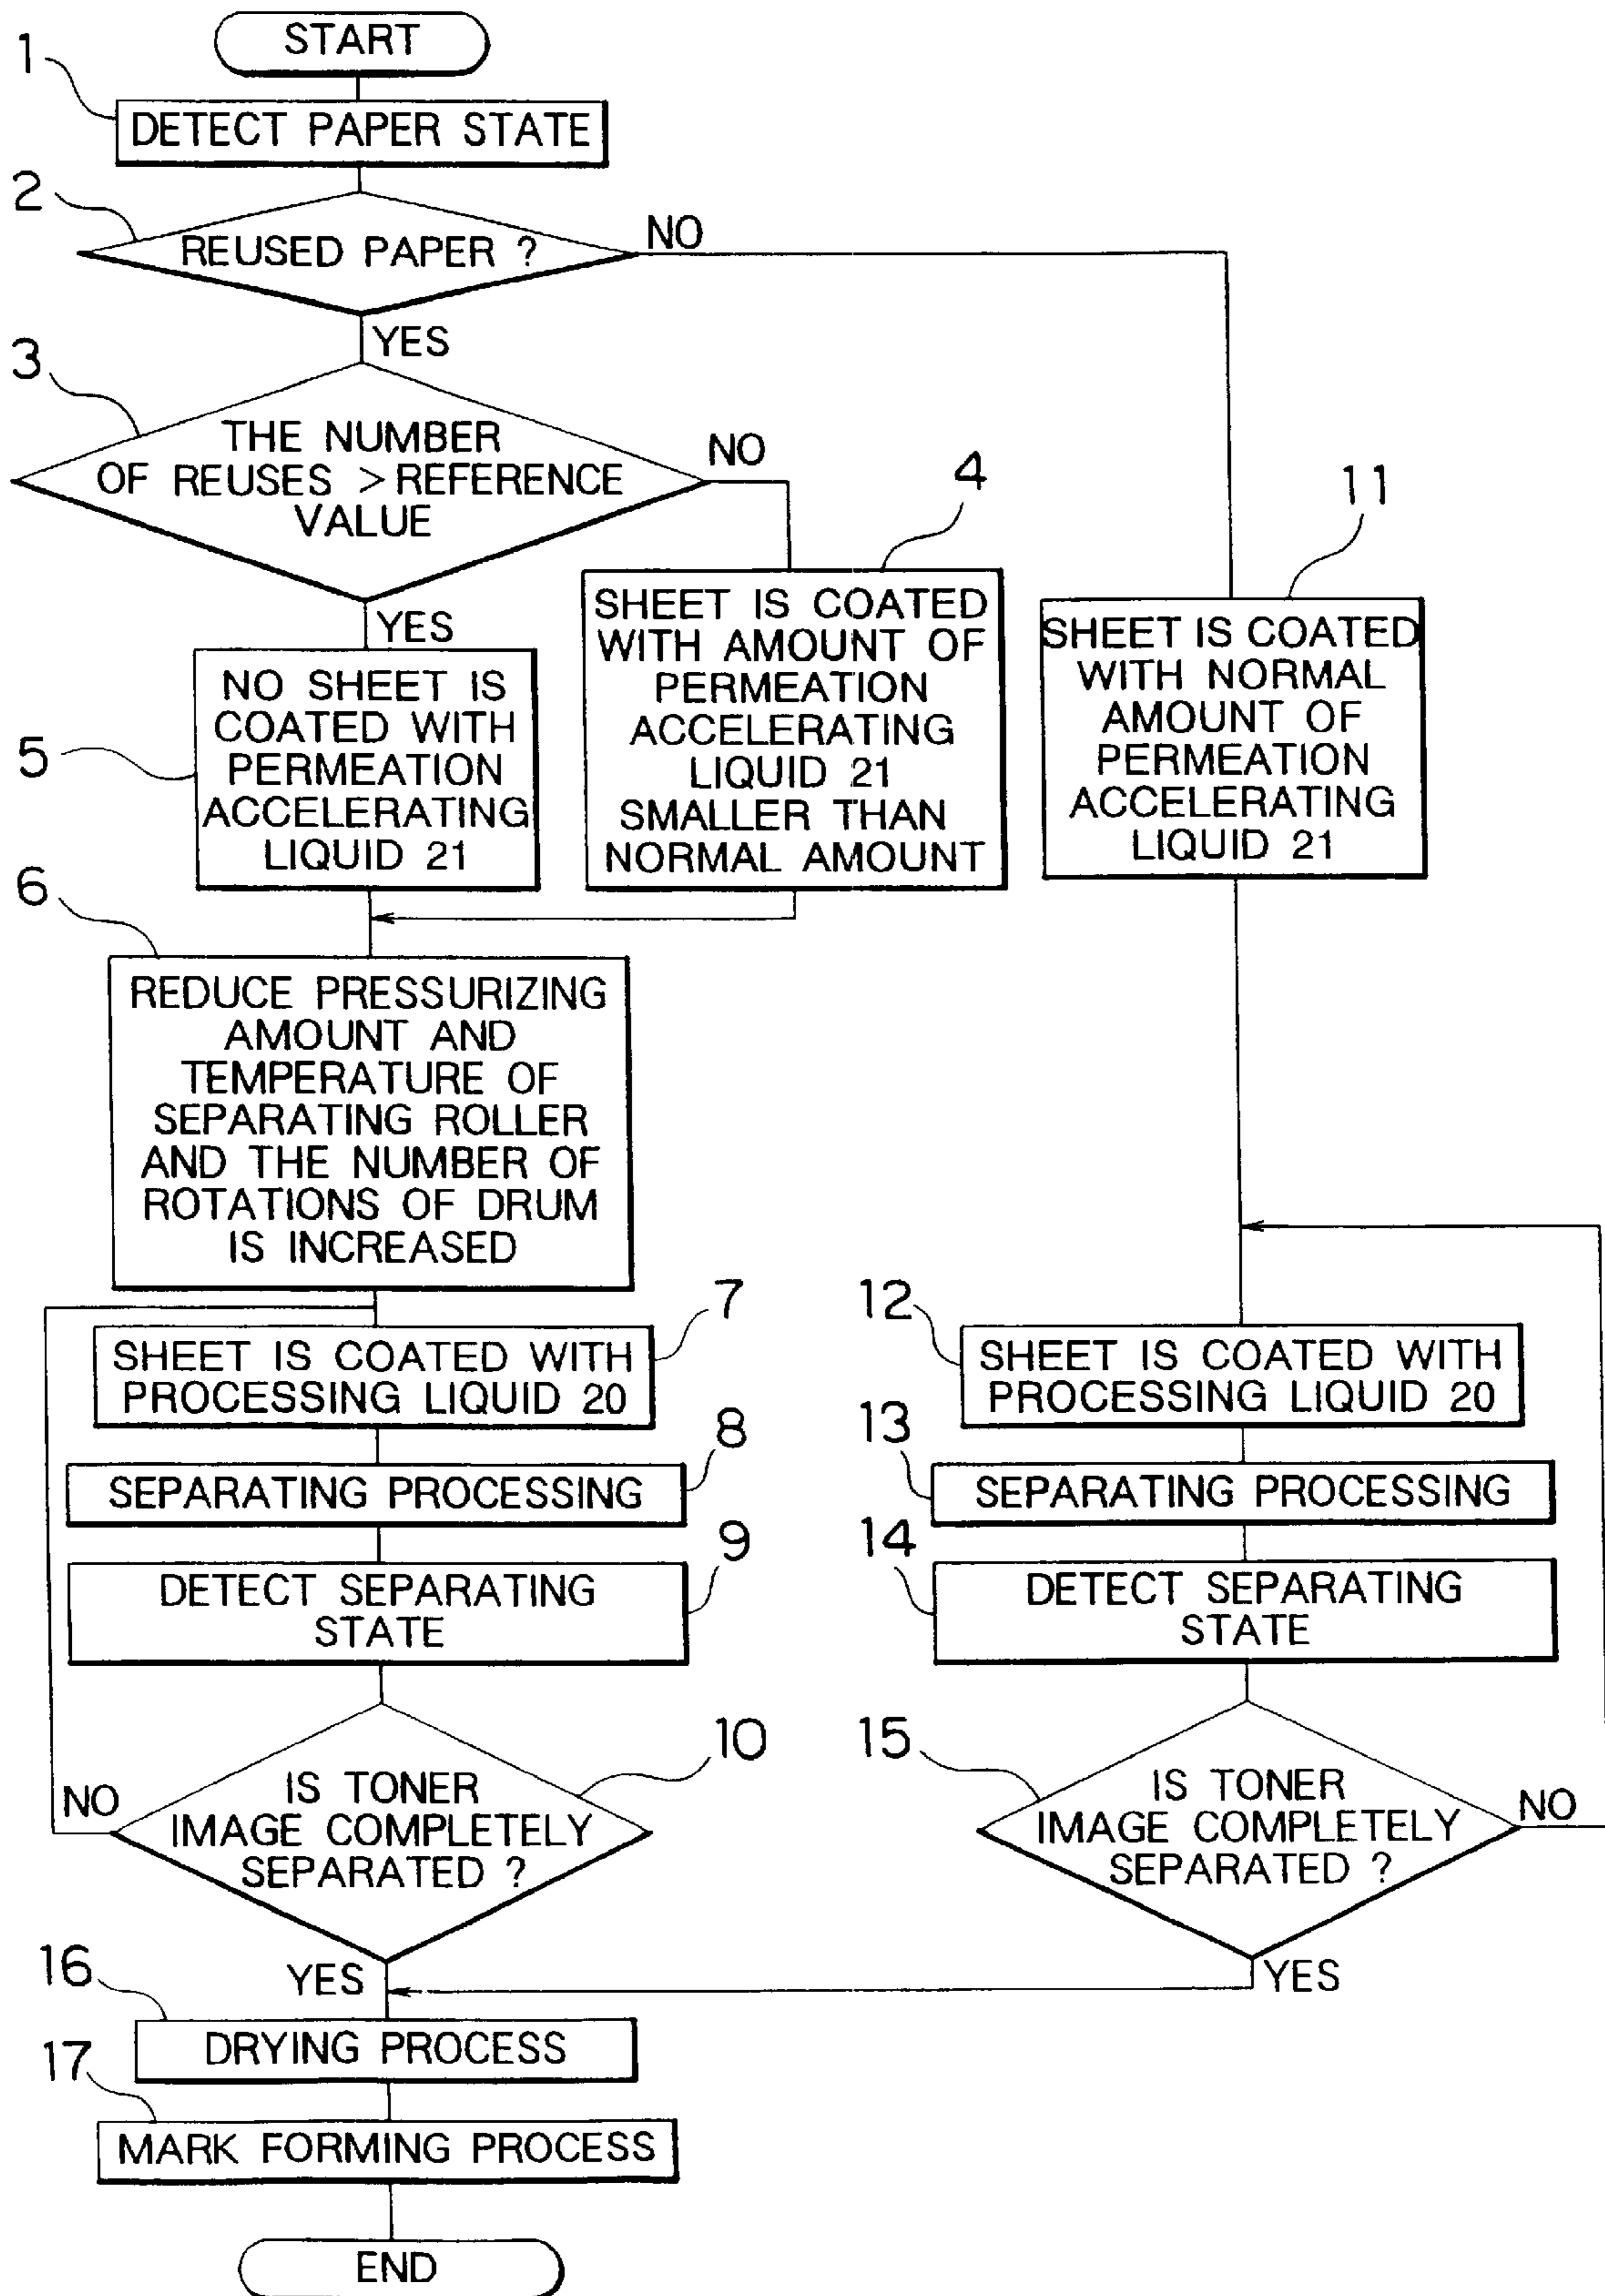 START
1
DETECT PAPER STATE
2
REUSED PAPER ?
NO
YES
3
THE NUMBER
OF REUSES > REFERENCE
VALUE
NO
YES
4
SHEET IS COATED
WITH AMOUNT OF
PERMEATION
ACCELERATING
LIQUID 21
SMALLER THAN
NORMAL AMOUNT
11
SHEET IS COATED
WITH NORMAL
AMOUNT OF
PERMEATION
ACCELERATING
LIQUID 21
5
NO SHEET IS
COATED WITH
PERMEATION
ACCELERATING
LIQUID 21
6
REDUCE PRESSURIZING
AMOUNT AND
TEMPERATURE OF
SEPARATING ROLLER
AND THE NUMBER OF
ROTATIONS OF DRUM
IS INCREASED
7
SHEET IS COATED WITH
PROCESSING LIQUID 20
8
SEPARATING PROCESSING
9
DETECT SEPARATING
STATE
10
IS TONER
IMAGE COMPLETELY
SEPARATED ?
NO
YES
12
SHEET IS COATED WITH
PROCESSING LIQUID 20
13
SEPARATING PROCESSING
14
DETECT SEPARATING
STATE
15
IS TONER
IMAGE COMPLETELY
SEPARATED ?
NO
YES
16
DRYING PROCESS
17
MARK FORMING PROCESS
END